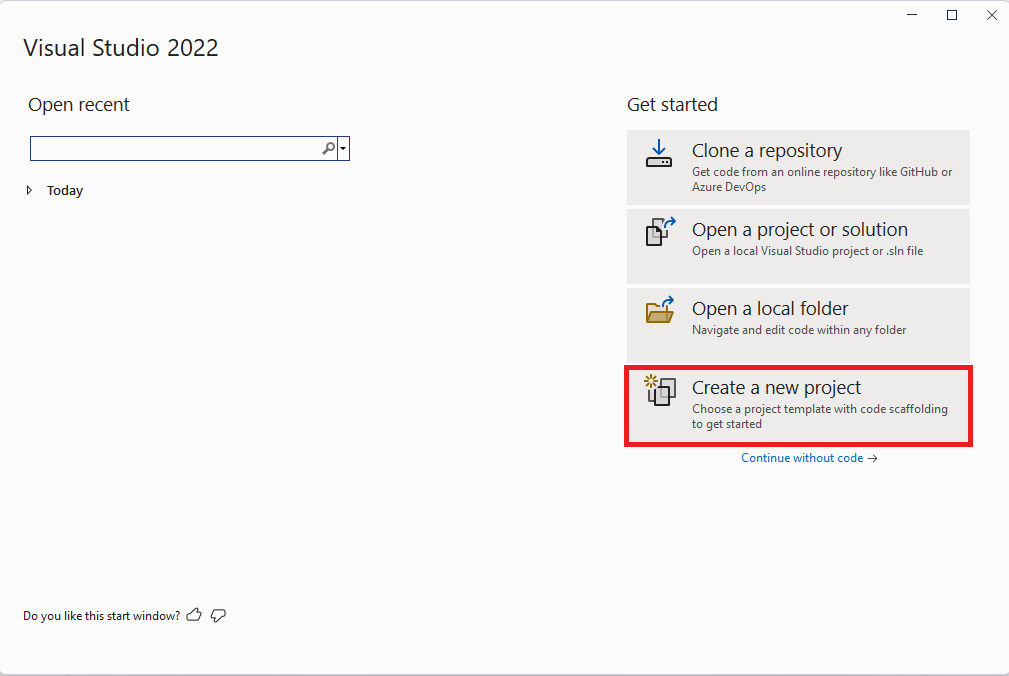 Visual Studio 2022
Open recent
Today
Get started
Clone a repository
Get code from an online repository like GitHub or
Azure DevOps
Open a project or solution
Open a local Visual Studio project or .sln file
Open a local folder
Navigate and edit code within any folder
Create a new project
Choose a project template with code scaffolding
to get started
Continue without code →
Do you like this start window?